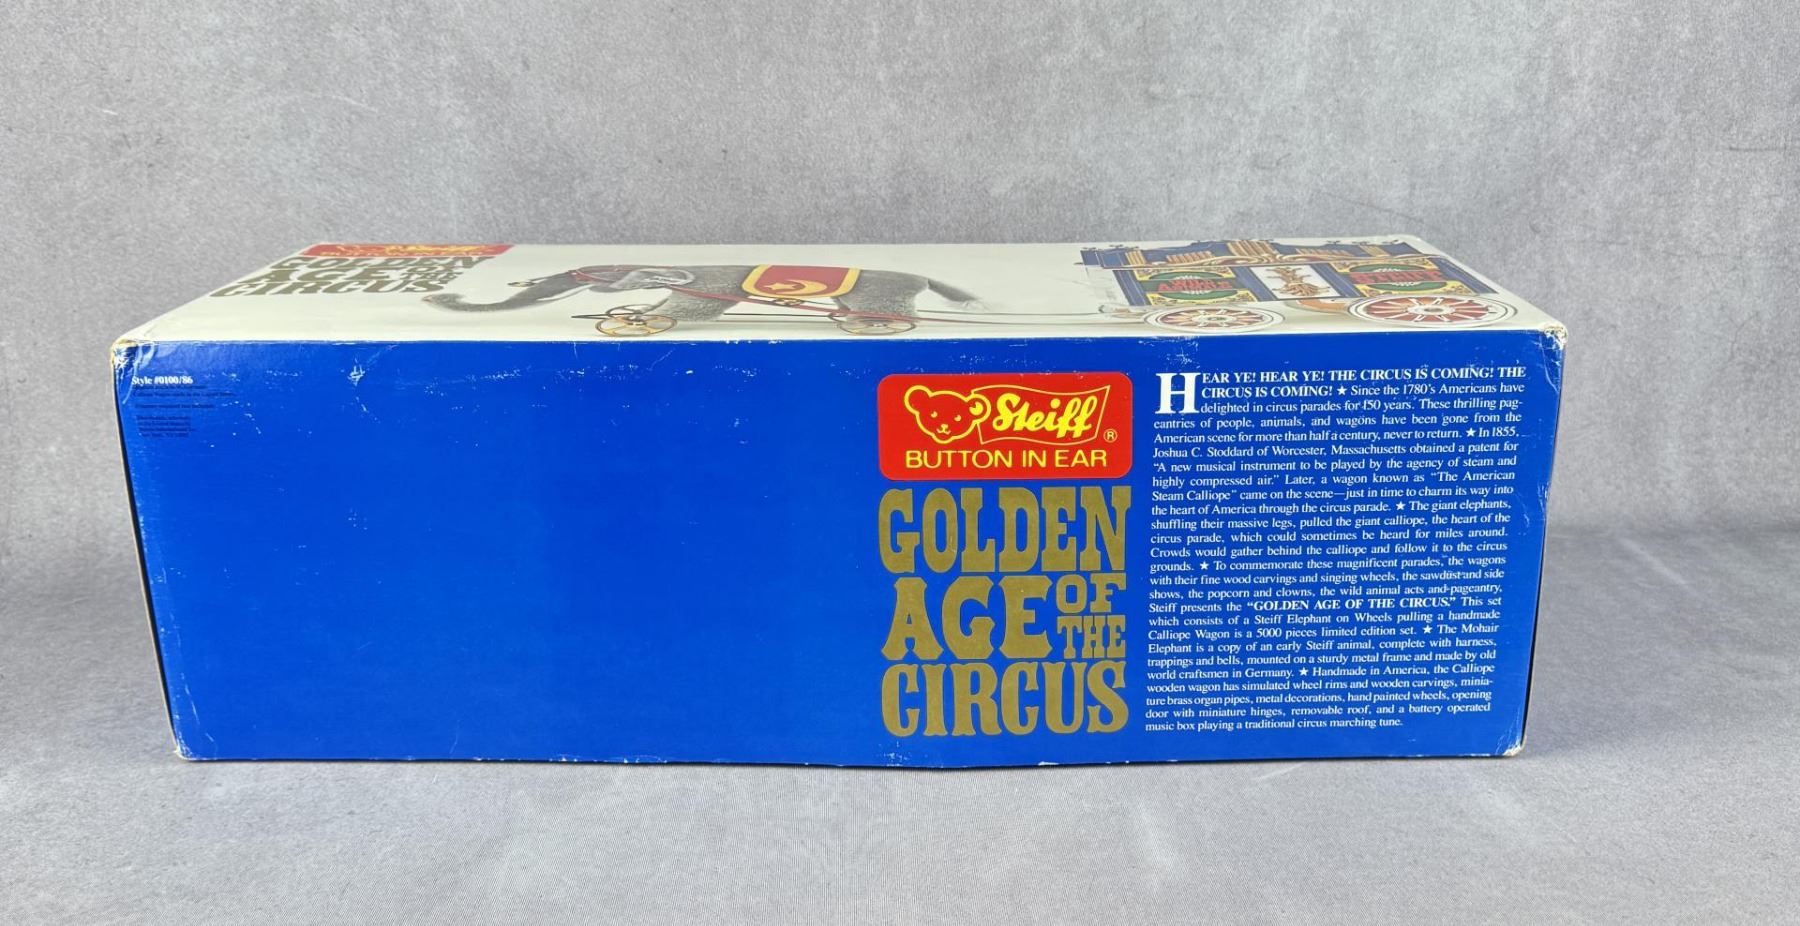 Steiff
BUTTON IN EAR
GOLDEN
AGE OF
THE
CIRCUS
Style #0100/86
Steiff ®
BUTTON IN EAR
GOLDEN
AGE OF
THE
CIRCUS
HEAR YE! HEAR YE! THE CIRCUS IS COMING! THE
CIRCUS IS COMING! ★ Since the 1780's Americans have
delighted in circus parades for 150 years. These thrilling pag-
eantries of people, animals, and wagons have been gone from the
American scene for more than half a century, never to return. ★ In 1855,
Joshua C. Stoddard of Worcester, Massachusetts obtained a patent for
"A new musical instrument to be played by the agency of steam and
highly compressed air." Later, a wagon known as "The American
Steam Calliope" came on the scene—just in time to charm its way into
the heart of America through the circus parade. ★ The giant elephants,
shuffling their massive legs, pulled the giant calliope, the heart of the
circus parade, which could sometimes be heard for miles around.
Crowds would gather behind the calliope and follow it to the circus
grounds. ★ To commemorate these magnificent parades, the wagons
with their fine wood carvings and singing wheels, the sawdust and side
shows, the popcorn and clowns, the wild animal acts and pageantry,
Steiff presents the "GOLDEN AGE OF THE CIRCUS." This set
which consists of a Steiff Elephant on Wheels pulling a handmade
Calliope Wagon is a 5000 pieces limited edition set. ★ The Mohair
Elephant is a copy of an early Steiff animal, complete with harness,
trappings and bells, mounted on a sturdy metal frame and made by old
world craftsmen in Germany. ★ Handmade in America, the Calliope
wooden wagon has simulated wheel rims and wooden carvings, minia-
ture brass organ pipes, metal decorations, hand painted wheels, opening
door with miniature hinges, removable roof, and a battery operated
music box playing a traditional circus marching tune.